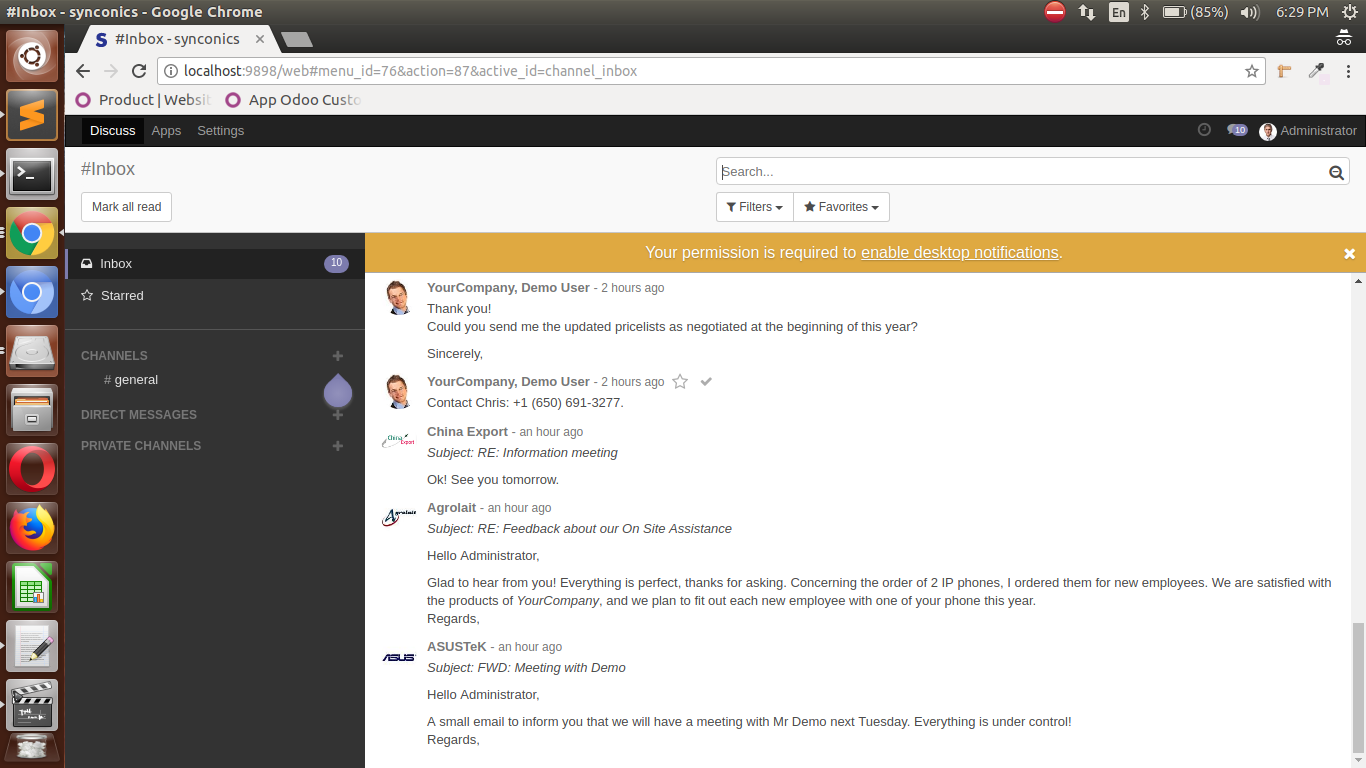 #Inbox - synconics - Google Chrome
En
(85%)
6:29 PM
#Inbox - synconics
localhost:9898/web#menu_id=76&action=87&active_id=channel_inbox
Product | Websit
App Odoo Custo
Discuss Apps Settings
10
Administrator
#Inbox
Search...
Mark all read
Filters
Favorites
Your permission is required to enable desktop notifications.
Inbox
10
Starred
CHANNELS
# general
DIRECT MESSAGES
PRIVATE CHANNELS
YourCompany, Demo User - 2 hours ago
Thank you!
Could you send me the updated pricelists as negotiated at the beginning of this year?
Sincerely,
YourCompany, Demo User - 2 hours ago
Contact Chris: +1 (650) 691-3277.
China Export
China Export - an hour ago
Subject: RE: Information meeting
Ok! See you tomorrow.
Agrolait
Agrolait - an hour ago
Subject: RE: Feedback about our On Site Assistance
Hello Administrator,
Glad to hear from you! Everything is perfect, thanks for asking. Concerning the order of 2 IP phones, I ordered them for new employees. We are satisfied with
the products of YourCompany, and we plan to fit out each new employee with one of your phone this year.
Regards,
ASUS
ASUSTeK - an hour ago
Subject: FWD: Meeting with Demo
Hello Administrator,
A small email to inform you that we will have a meeting with Mr Demo next Tuesday. Everything is under control!
Regards,